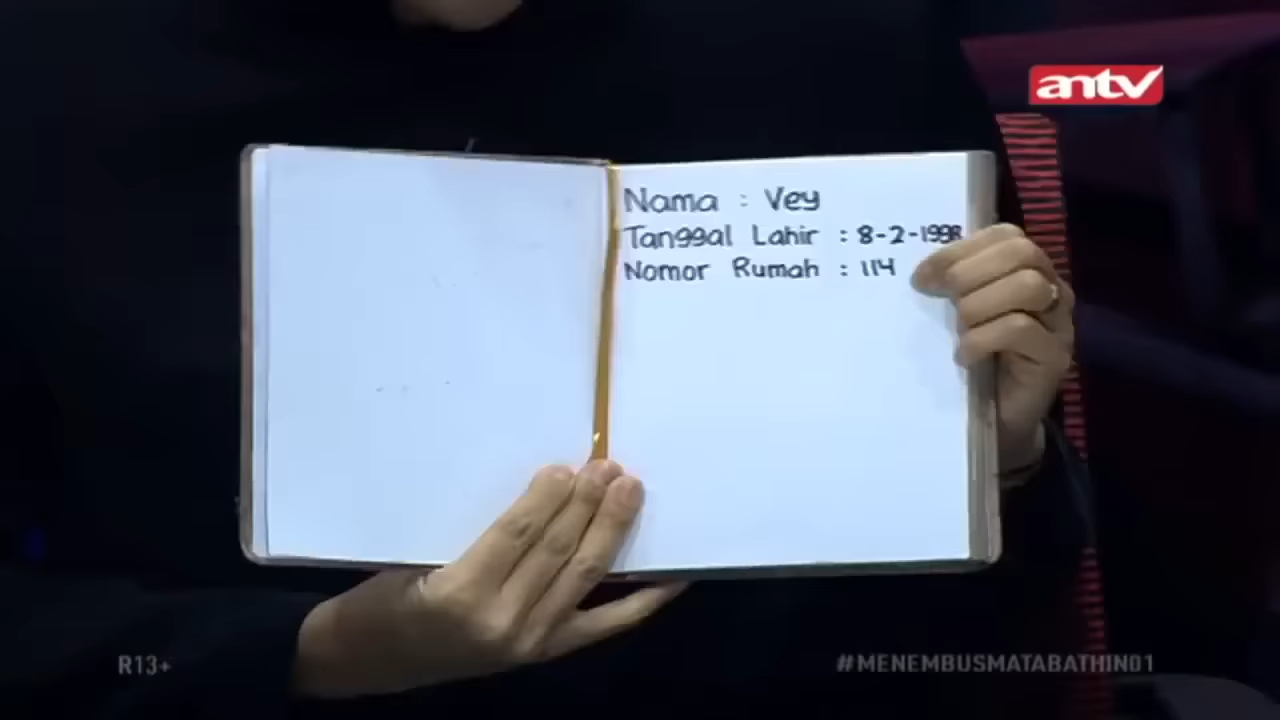 antv
Nama : Vey
Tanggal Lahir : 8-2-1998
Nomor Rumah : 114
R13+
#MENEMBUSMATABATHIN01